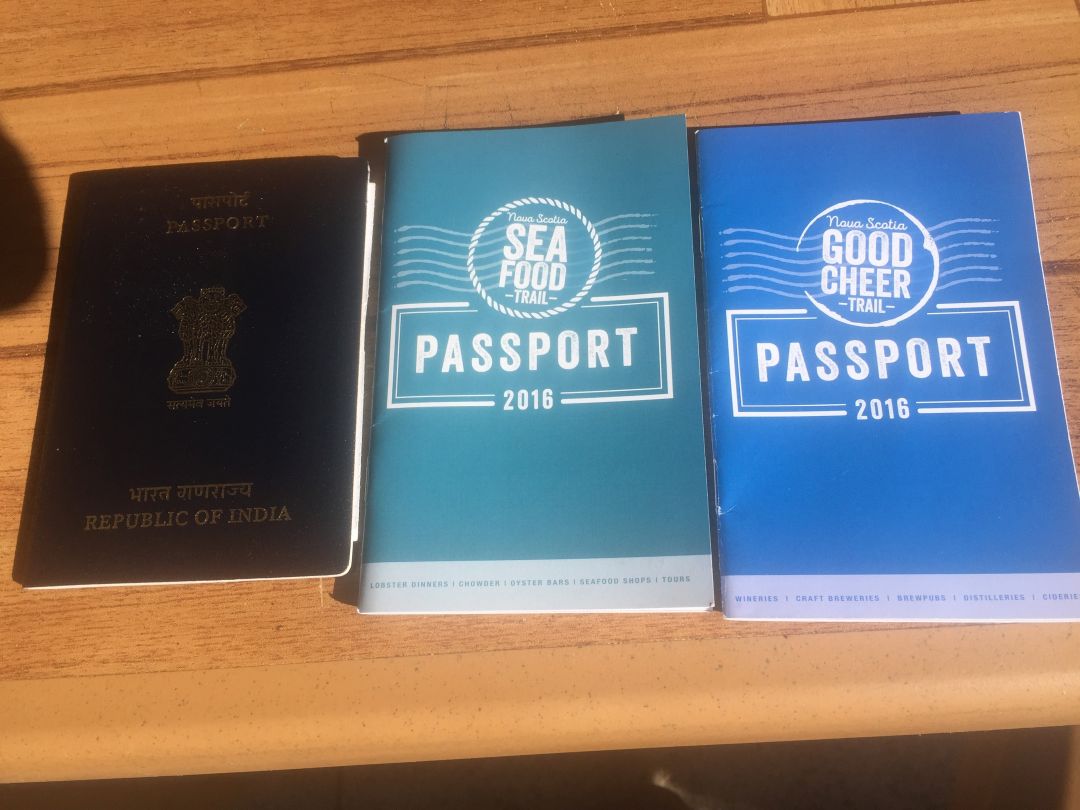 पासपोर्ट
PASSPORT
सत्यमेव जयते
भारत गणराज्य
REPUBLIC OF INDIA
Nova Scotia
SEA
FOOD
-TRAIL-
PASSPORT
2016
LOBSTER DINNERS | CHOWDER | OYSTER BARS | SEAFOOD SHOPS | TOURS
Nova Scotia
GOOD
CHEER
-TRAIL-
PASSPORT
2016
WINERIES | CRAFT BREWERIES | BREWPUBS | DISTILLERIES | CIDERIES